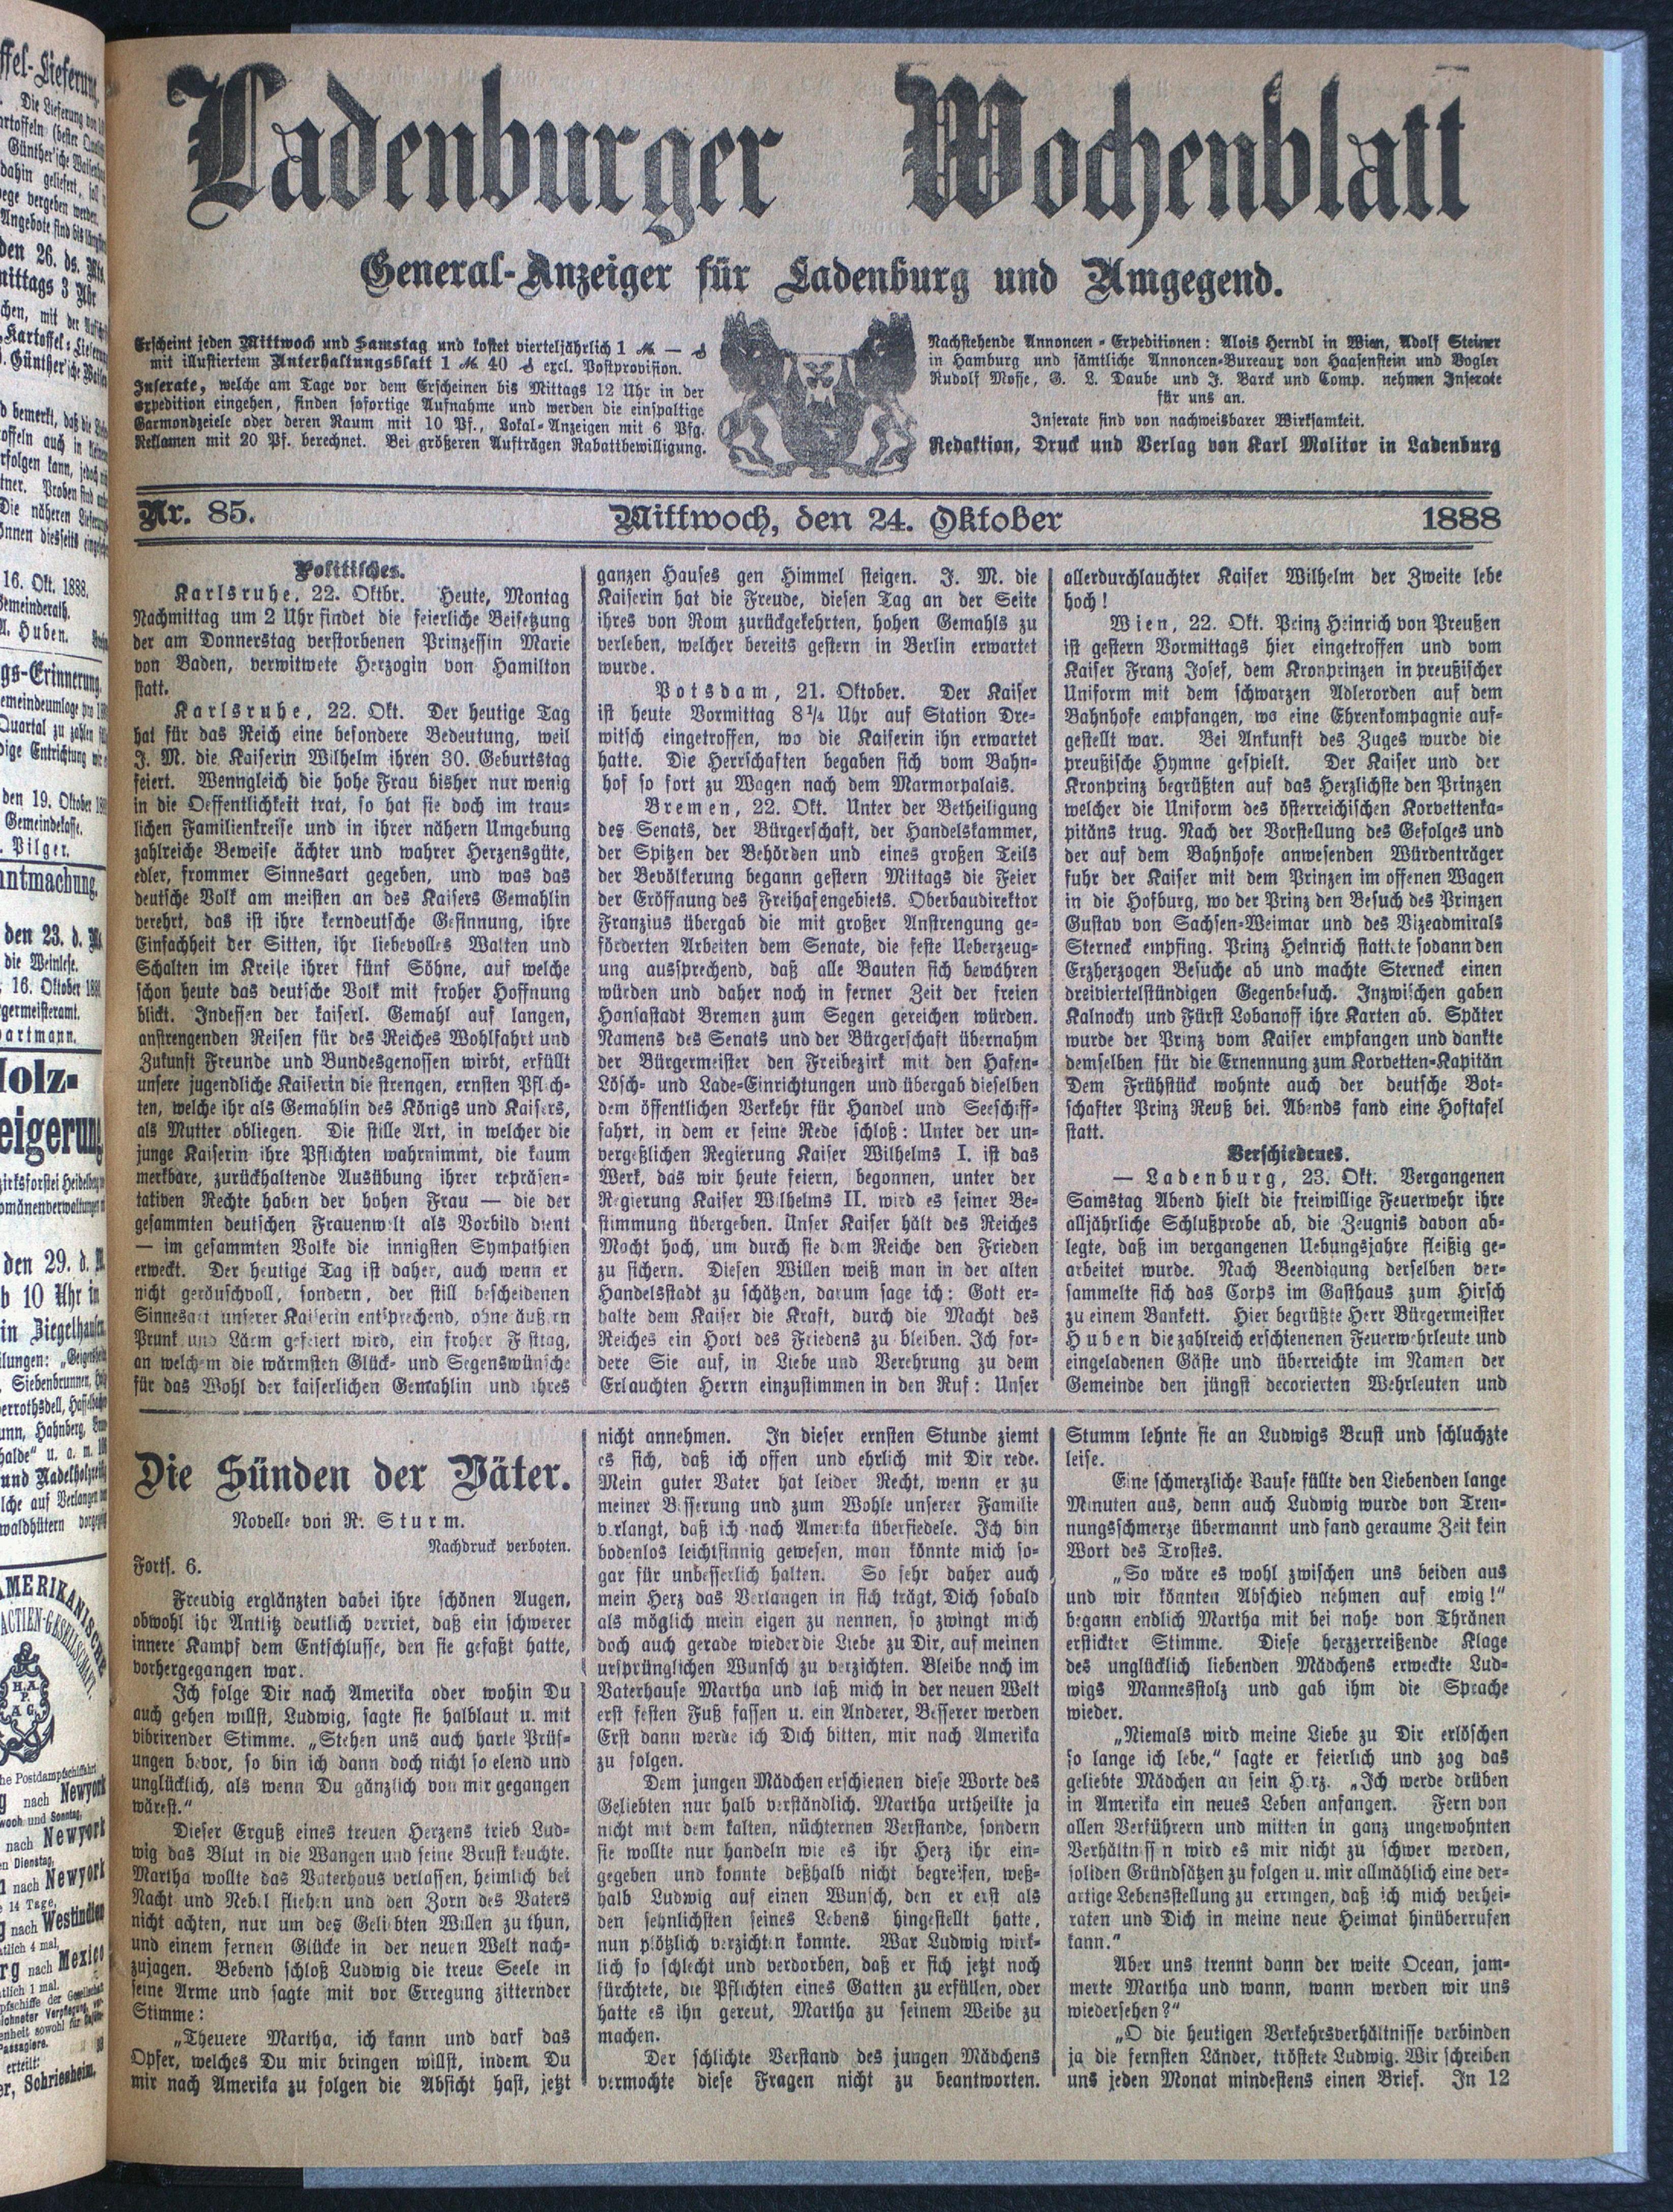 Ladenburger Wochenblatt
General-Anzeiger für Ladenburg und Umgegend.
Erscheint jeden Mittwoch und Samstag und kostet vierteljährlich 1 ℳ —
mit illustriertem Unterhaltungsblatt 1 ℳ 40 excl. Postprovision.
Inserate, welche am Tage vor dem Erscheinen bis Mittags 12 Uhr in der
Expedition eingehen, finden sofortige Aufnahme und werden die einspaltige
Garmondzeile oder deren Raum mit 10 Pf., Lokal-Anzeigen mit 6 Pfg.
Reklamen mit 20 Pf. berechnet. Bei größeren Aufträgen Rabattbewilligung.
Nachstehende Annoncen-Expeditionen: Alois Herndl in Wien, Adolf Steiner
in Hamburg und sämtliche Annoncen-Bureaux von Haasenstein und Vogler
Rudolf Mosse, G. L. Daube und J. Barck und Comp. nehmen Inserate
für uns an.
Inserate sind von nachweisbarer Wirksamkeit.
Redaktion, Druck und Verlag von Karl Molitor in Ladenburg
Nr. 85. Mittwoch, den 24. Oktober 1888
Politisches.
Karlsruhe, 22. Oktbr. Heute, Montag
Nachmittag um 2 Uhr findet die feierliche Beisetzung
der am Donnerstag verstorbenen Prinzessin Marie
von Baden, verwitwete Herzogin von Hamilton
statt.
Karlsruhe, 22. Okt. Der heutige Tag
hat für das Reich eine besondere Bedeutung, weil
J. M. die Kaiserin Wilhelm ihren 30. Geburtstag
feiert. Wenngleich die hohe Frau bisher nur wenig
in die Oeffentlichkeit trat, so hat sie doch im trau-
lichen Familienkreise und in ihrer nähern Umgebung
zahlreiche Beweise ächter und wahrer Herzensgüte,
edler, frommer Sinnesart gegeben, und was das
deutsche Volk am meisten an des Kaisers Gemahlin
verehrt, das ist ihre kerndeutsche Gesinnung, ihre
Einfachheit der Sitten, ihr liebevolles Walten und
Schalten im Kreise ihrer fünf Söhne, auf welche
schon heute das deutsche Volk mit froher Hoffnung
blickt. Indessen der kaiserl. Gemahl auf langen,
anstrengenden Reisen für des Reiches Wohlfahrt und
Zukunft Freunde und Bundesgenossen wirbt, erfüllt
unsere jugendliche Kaiserin die strengen, ernsten Pflich-
ten, welche ihr als Gemahlin des Königs und Kaisers,
als Mutter obliegen. Die stille Art, in welcher die
junge Kaiserin ihre Pflichten wahrnimmt, die kaum
merkbare, zurückhaltende Ausübung ihrer repräsen-
tativen Rechte haben der hohen Frau — die der
gesammten deutschen Frauenwelt als Vorbild dient
— im gesammten Volke die innigsten Sympathien
erweckt. Der heutige Tag ist daher, auch wenn er
nicht geräuschvoll, sondern, der still bescheidenen
Sinnesart unserer Kaiserin entsprechend, ohne äußern
Prunk und Lärm gefeiert wird, ein froher Festtag,
an welchem die wärmsten Glück- und Segenswünsche
für das Wohl der kaiserlichen Gemahlin und ihres
ganzen Hauses gen Himmel steigen. J. M. die
Kaiserin hat die Freude, diesen Tag an der Seite
ihres von Rom zurückgekehrten, hohen Gemahls zu
verleben, welcher bereits gestern in Berlin erwartet
wurde.
Potsdam, 21. Oktober. Der Kaiser
ist heute Vormittag 8¼ Uhr auf Station Dre-
witsch eingetroffen, wo die Kaiserin ihn erwartet
hatte. Die Herrschaften begaben sich vom Bahn-
hof so fort zu Wagen nach dem Marmorpalais.
Bremen, 22. Okt. Unter der Betheiligung
des Senats, der Bürgerschaft, der Handelskammer,
der Spitzen der Behörden und eines großen Teils
der Bevölkerung begann gestern Mittags die Feier
der Eröffnung des Freihafengebiets. Oberbaudirektor
Franzius übergab die mit großer Anstrengung ge-
förderten Arbeiten dem Senate, die feste Ueberzeug-
ung aussprechend, daß alle Bauten sich bewähren
würden und daher noch in ferner Zeit der freien
Hansastadt Bremen zum Segen gereichen würden.
Namens des Senats und der Bürgerschaft übernahm
der Bürgermeister den Freibezirk mit den Hafen-
Lösch- und Lade-Einrichtungen und übergab dieselben
dem öffentlichen Verkehr für Handel und Seeschiff-
fahrt, in dem er seine Rede schloß: Unter der un-
vergeßlichen Regierung Kaiser Wilhelms I. ist das
Werk, das wir heute feiern, begonnen, unter der
Regierung Kaiser Wilhelms II. wird es seiner Be-
stimmung übergeben. Unser Kaiser hält des Reiches
Macht hoch, um durch sie dem Reiche den Frieden
zu sichern. Diesen Willen weiß man in der alten
Handelsstadt zu schätzen, darum sage ich: Gott er-
halte dem Kaiser die Kraft, durch die Macht des
Reiches ein Hort des Friedens zu bleiben. Ich for-
dere Sie auf, in Liebe und Verehrung zu dem
Erlauchten Herrn einzustimmen in den Ruf: Unser
allerdurchlauchter Kaiser Wilhelm der Zweite lebe
hoch!
Wien, 22. Okt. Prinz Heinrich von Preußen
ist gestern Vormittags hier eingetroffen und vom
Kaiser Franz Josef, dem Kronprinzen in preußischer
Uniform mit dem schwarzen Adlerorden auf dem
Bahnhofe empfangen, wo eine Ehrenkompagnie auf-
gestellt war. Bei Ankunft des Zuges wurde die
preußische Hymne gespielt. Der Kaiser und der
Kronprinz begrüßten auf das Herzlichste den Prinzen
welcher die Uniform des österreichischen Korvettenka-
pitäns trug. Nach der Vorstellung des Gefolges und
der auf dem Bahnhofe anwesenden Würdenträger
fuhr der Kaiser mit dem Prinzen im offenen Wagen
in die Hofburg, wo der Prinz den Besuch des Prinzen
Gustav von Sachsen-Weimar und des Vizeadmirals
Sterneck empfing. Prinz Heinrich stattete sodann den
Erzherzogen Besuche ab und machte Sterneck einen
dreiviertelstündigen Gegenbesuch. Inzwischen gaben
Kalnocky und Fürst Lobanoff ihre Karten ab. Später
wurde der Prinz vom Kaiser empfangen und dankte
demselben für die Ernennung zum Korvetten-Kapitän
Dem Frühstück wohnte auch der deutsche Bot-
schafter Prinz Reuß bei. Abends fand eine Hoftafel
statt.
Verschiedenes.
— Ladenburg, 23. Okt. Vergangenen
Samstag Abend hielt die freiwillige Feuerwehr ihre
alljährliche Schlußprobe ab, die Zeugnis davon ab-
legte, daß im vergangenen Uebungsjahre fleißig ge-
arbeitet wurde. Nach Beendigung derselben ver-
sammelte sich das Corps im Gasthaus zum Hirsch
zu einem Bankett. Hier begrüßte Herr Bürgermeister
Huben die zahlreich erschienenen Feuerwehrleute und
eingeladenen Gäste und überreichte im Namen der
Gemeinde den jüngst decorierten Wehrleuten und
Die Sünden der Väter.
Novelle von R. Sturm.
Nachdruck verboten.
Forts. 6.
Freudig erglänzten dabei ihre schönen Augen,
obwohl ihr Antlitz deutlich verriet, daß ein schwerer
innere Kampf dem Entschlusse, den sie gefaßt hatte,
vorhergegangen war.
Ich folge Dir nach Amerika oder wohin Du
auch gehen willst, Ludwig, sagte sie halblaut u. mit
vibrirender Stimme. „Stehen uns auch harte Prüf-
ungen bevor, so bin ich dann doch nicht so elend und
unglücklich, als wenn Du gänzlich von mir gegangen
wärest.“
Dieser Erguß eines treuen Herzens trieb Lud-
wig das Blut in die Wangen und seine Brust keuchte.
Martha wollte das Vaterhaus verlassen, heimlich bei
Nacht und Nebel fliehen und den Zorn des Vaters
nicht achten, nur um des Geliebten Willen zu thun,
und einem fernen Glücke in der neuen Welt nach-
zujagen. Bebend schloß Ludwig die treue Seele in
seine Arme und sagte mit vor Erregung zitternder
Stimme:
„Theuere Martha, ich kann und darf das
Opfer, welches Du mir bringen willst, indem Du
mir nach Amerika zu folgen die Absicht hast, jetzt
nicht annehmen. In dieser ernsten Stunde ziemt
es sich, daß ich offen und ehrlich mit Dir rede.
Mein guter Vater hat leider Recht, wenn er zu
meiner Besserung und zum Wohle unserer Familie
verlangt, daß ich nach Amerika übersiedele. Ich bin
bodenlos leichtsinnig gewesen, man könnte mich so-
gar für unbesserlich halten. So sehr daher auch
mein Herz das Verlangen in sich trägt, Dich sobald
als möglich mein eigen zu nennen, so zwingt mich
doch auch gerade wieder die Liebe zu Dir, auf meinen
ursprünglichen Wunsch zu verzichten. Bleibe noch im
Vaterhause Martha und laß mich in der neuen Welt
erst festen Fuß fassen u. ein Anderer, Besserer werden
Erst dann werde ich Dich bitten, mir nach Amerika
zu folgen.
Dem jungen Mädchen erschienen diese Worte des
Geliebten nur halb verständlich. Martha urtheilte ja
nicht mit dem kalten, nüchternen Verstande, sondern
sie wollte nur handeln wie es ihr Herz ihr ein-
gegeben und konnte deßhalb nicht begreifen, weß-
halb Ludwig auf einen Wunsch, den er erst als
den sehnlichsten seines Lebens hingestellt hatte,
nun plötzlich verzichten konnte. War Ludwig wirk-
lich so schlecht und verdorben, daß er sich jetzt noch
fürchtete, die Pflichten eines Gatten zu erfüllen, oder
hatte es ihn gereut, Martha zu seinem Weibe zu
machen.
Der schlichte Verstand des jungen Mädchens
vermochte diese Fragen nicht zu beantworten.
Stumm lehnte sie an Ludwigs Brust und schluchzte
leise.
Eine schmerzliche Pause füllte den Liebenden lange
Minuten aus, denn auch Ludwig wurde von Tren-
nungsschmerze übermannt und fand geraume Zeit kein
Wort des Trostes.
„So wäre es wohl zwischen uns beiden aus
und wir könnten Abschied nehmen auf ewig!“
begann endlich Martha mit bei nahe von Thränen
erstickter Stimme. Diese herzzerreißende Klage
des unglücklich liebenden Mädchens erweckte Lud-
wigs Mannesstolz und gab ihm die Sprache
wieder.
„Niemals wird meine Liebe zu Dir erlöschen
so lange ich lebe,“ sagte er feierlich und zog das
geliebte Mädchen an sein Herz. „Ich werde drüben
in Amerika ein neues Leben anfangen. Fern von
allen Verführern und mitten in ganz ungewohnten
Verhältnissen wird es mir nicht zu schwer werden,
soliden Gründsätzen zu folgen u. mir allmählich eine der-
artige Lebensstellung zu erringen, daß ich mich verhei-
raten und Dich in meine neue Heimat hinüberrufen
kann.“
Aber uns trennt dann der weite Ocean, jam-
merte Martha und wann, wann werden wir uns
wiedersehen?“
„O die heutigen Verkehrsverhältnisse verbinden
ja die fernsten Länder, tröstete Ludwig. Wir schreiben
uns jeden Monat mindestens einen Brief. In 12